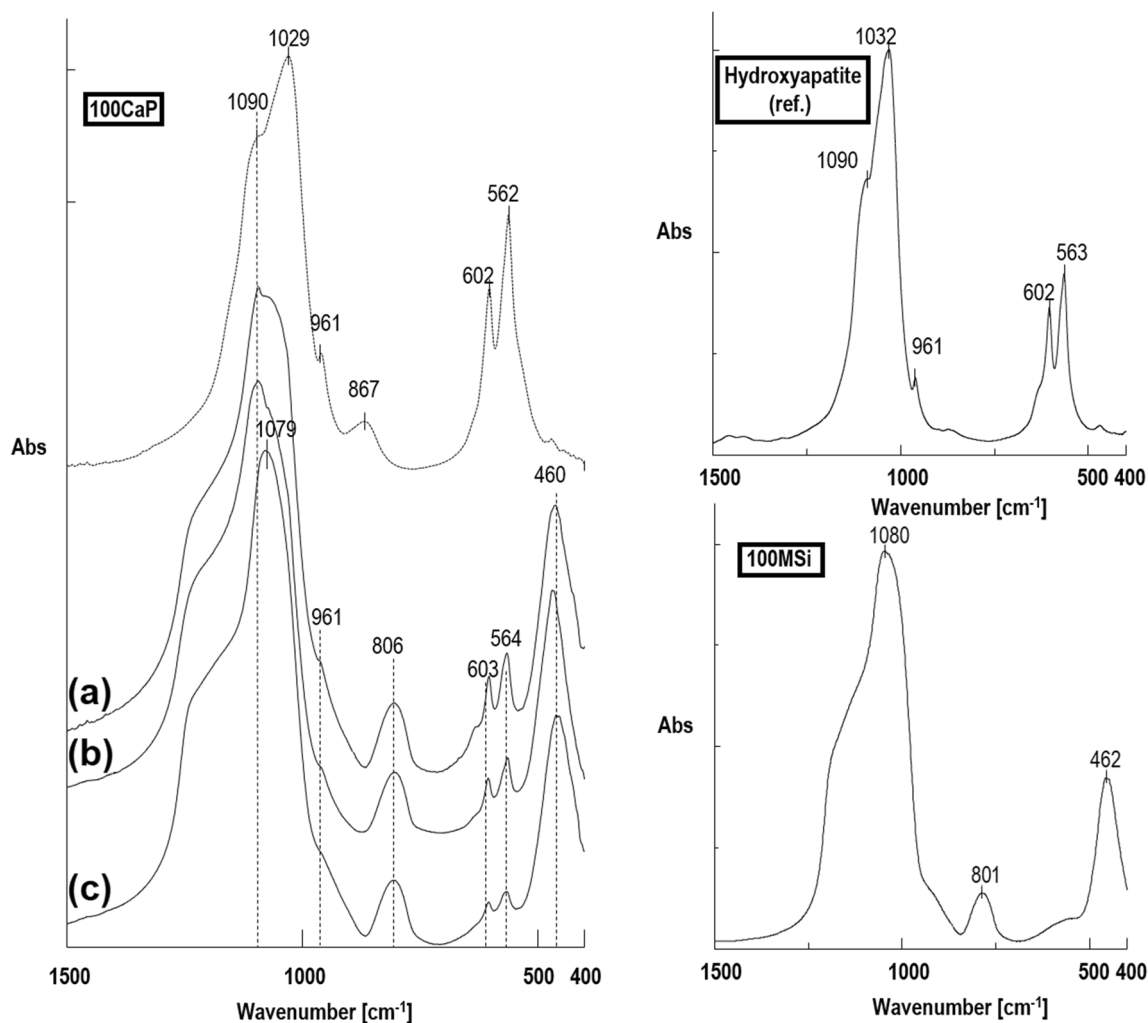 1029
1090
100CaP
562
602
961
867
Abs
1079
460
961
806
564
603
(a)
(b)
(c)
1500
1000
500
400
Wavenumber [cm⁻¹]
1032
Hydroxyapatite
(ref.)
1090
563
602
Abs
961
1500
1000
500
400
Wavenumber [cm⁻¹]
1080
100MSi
462
Abs
801
1500
1000
500
400
Wavenumber [cm⁻¹]